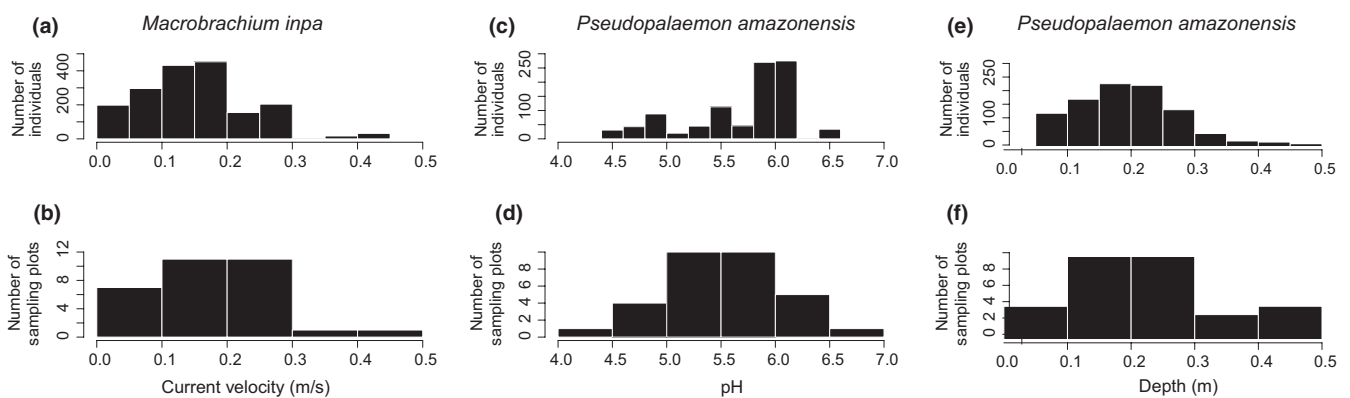 (a) Macrobrachium inpa
Number of
individuals
0 200 400
0.0 0.1 0.2 0.3 0.4 0.5
(b)
Number of
sampling plots
0 4 8 12
0.0 0.1 0.2 0.3 0.4 0.5
Current velocity (m/s)
(c) Pseudopalaemon amazonensis
Number of
individuals
0 100 250
4.0 4.5 5.0 5.5 6.0 6.5 7.0
(d)
Number of
sampling plots
0 2 4 6 8
4.0 4.5 5.0 5.5 6.0 6.5 7.0
pH
(e) Pseudopalaemon amazonensis
Number of
individuals
0 100 250
0.0 0.1 0.2 0.3 0.4 0.5
(f)
Number of
sampling plots
0 2 4 6 8
0.0 0.1 0.2 0.3 0.4 0.5
Depth (m)